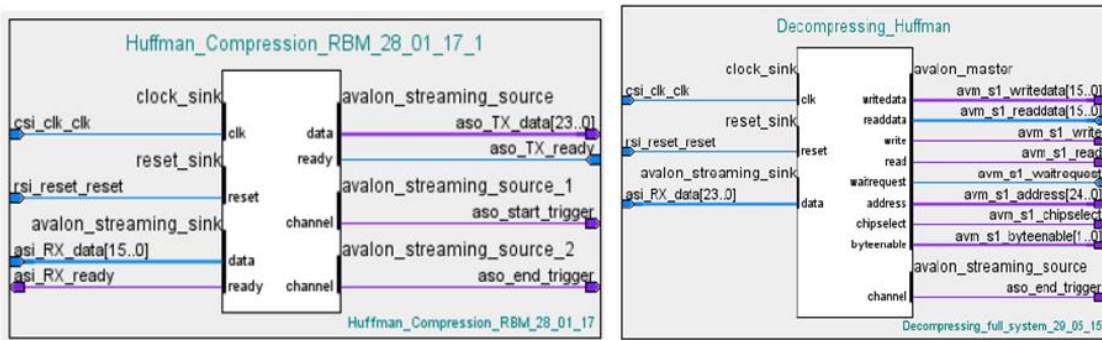 Huffman_Compression_RBM_28_01_17_1
clock_sink
avalon_streaming_source
csi_clk_clk
clk
data
aso_TX_data[23..0]
reset_sink
ready
aso_TX_ready
rsi_reset_reset
reset
avalon_streaming_source_1
avalon_streaming_sink
channel
aso_start_trigger
asi_RX_data[15..0]
data
avalon_streaming_source_2
asi_RX_ready
ready
channel
aso_end_trigger
Huffman_Compression_RBM_28_01_17
Decompressing_Huffman
clock_sink
avalon_master
csi_clk_clk
clk
writedata
avm_s1_writedata[15..0]
reset_sink
readdata
avm_s1_readdata[15..0]
write
avm_s1_write
rsi_reset_reset
reset
read
avm_s1_read
avalon_streaming_sink
waitrequest
avm_s1_waitrequest
asi_RX_data[23..0]
data
address
avm_s1_address[24..0]
chipselect
avm_s1_chipselect
byteenable
avm_s1_byteenable[1..0]
avalon_streaming_source
channel
aso_end_trigger
Decompressing_full_system_29_05_15